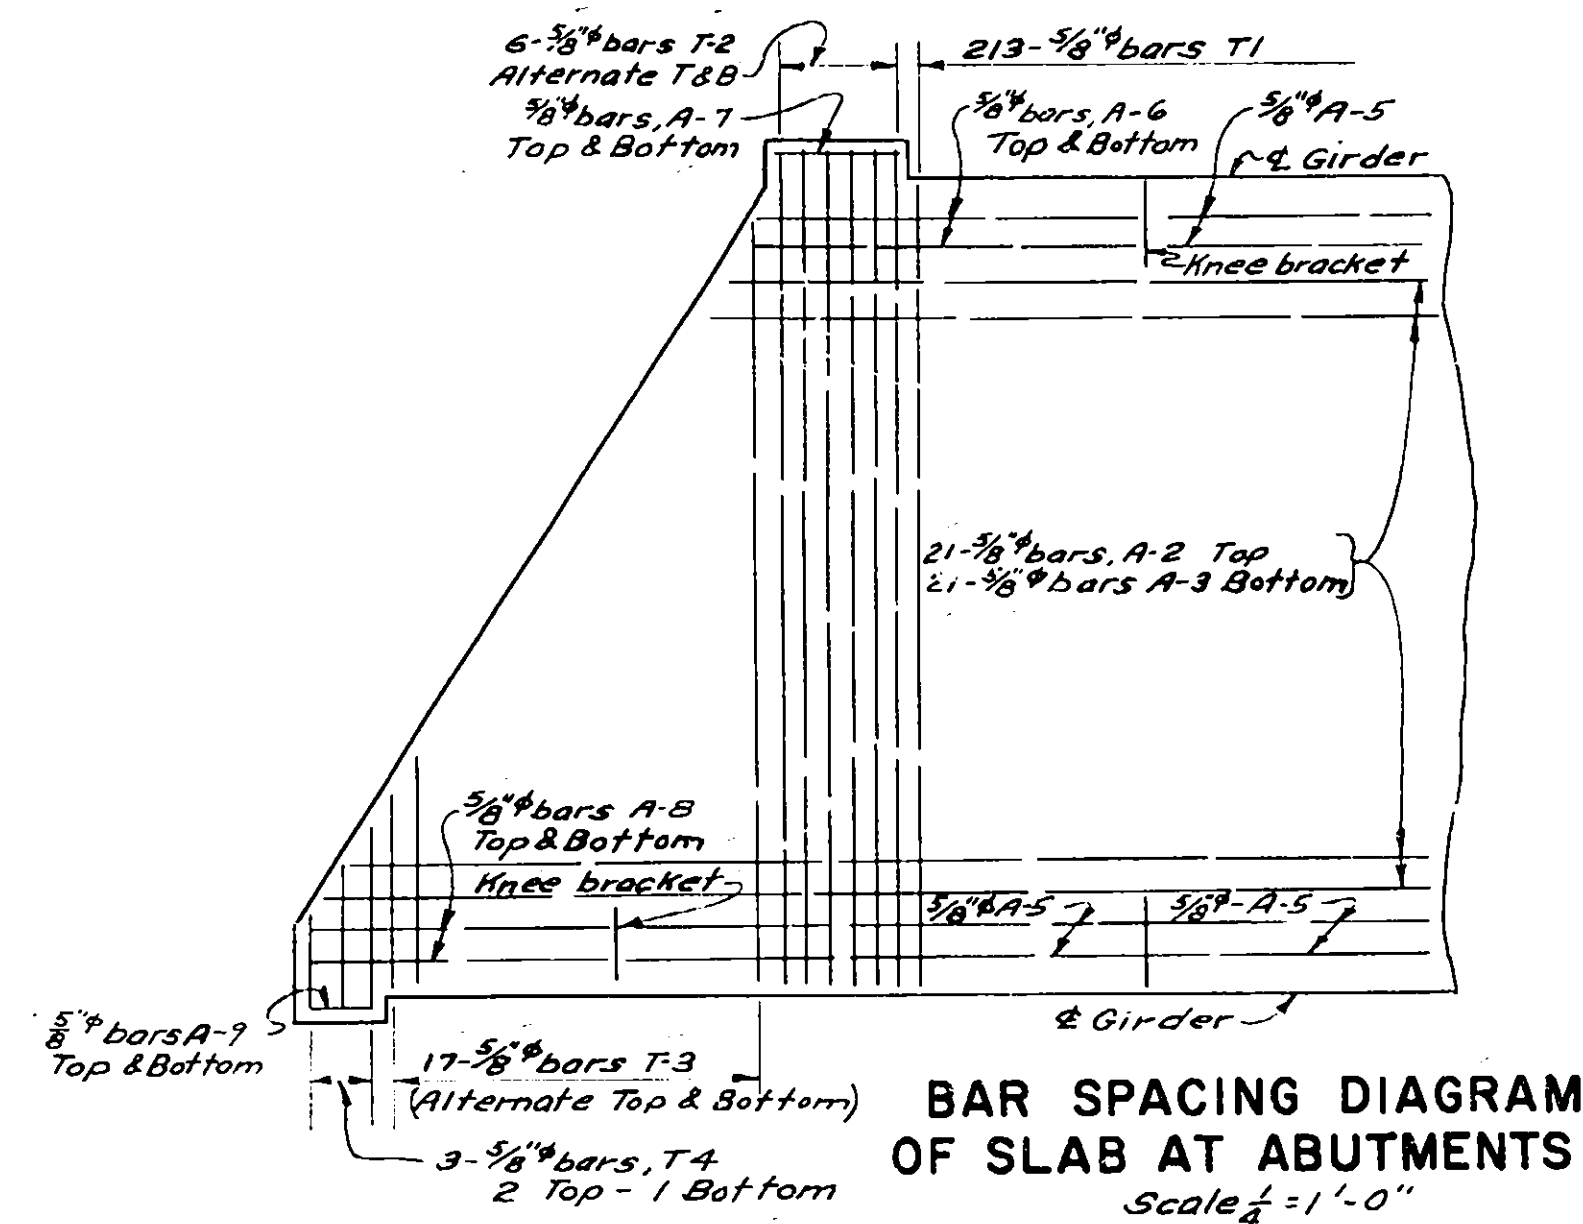 6-5/8"ϕ bars T-2
Alternate T&B
213-5/8"ϕ bars T1
5/8"ϕ bars, A-7
Top & Bottom
5/8"ϕ bars, A-6
Top & Bottom
5/8"ϕ A-5
℄ Girder
Knee bracket
21-5/8"ϕ bars, A-2 Top
21-5/8"ϕ bars A-3 Bottom
5/8"ϕ bars A-8
Top & Bottom
Knee bracket
5/8"ϕ A-5
5/8"ϕ-A-5
℄ Girder
5/8"ϕ bars A-9
Top & Bottom
17-5/8"ϕ bars T-3
(Alternate Top & Bottom)
3-5/8"ϕ bars, T4
2 Top - 1 Bottom
BAR SPACING DIAGRAM
OF SLAB AT ABUTMENTS
Scale 1/4 = 1'-0"